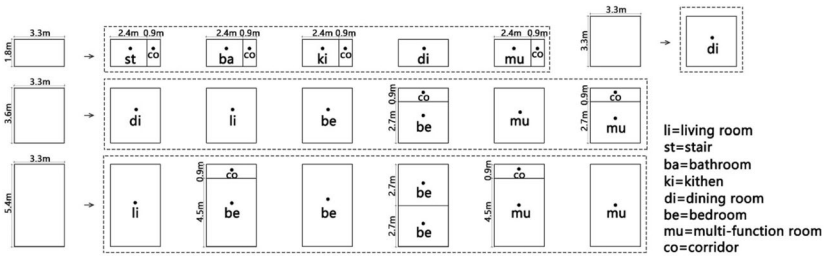 3.3m 2.4m 0.9m 2.4m 0.9m 2.4m 0.9m 2.4m 0.9m 3.3m
1.8m st co ba co ki co di mu co 3.3m di
3.3m 0.9m co 0.9m co
3.6m di li be 2.7m be mu 2.7m mu
3.3m 0.9m co 2.7m be 0.9m co
5.4m li 4.5m be be 2.7m be 4.5m mu mu
li=living room
st=stair
ba=bathroom
ki=kithen
di=dining room
be=bedroom
mu=multi-function room
co=corridor